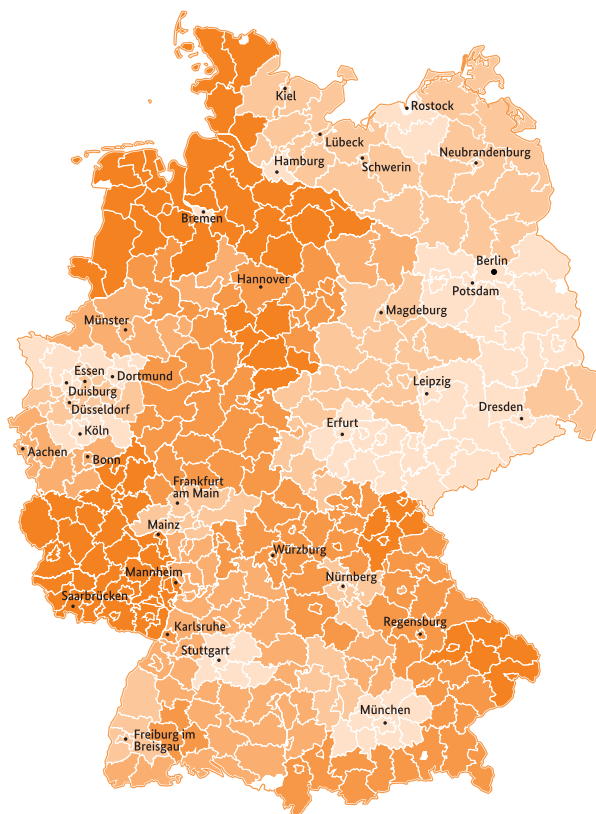 Kiel
Rostock
Lübeck
Neubrandenburg
Hamburg
Schwerin
Bremen
Berlin
Hannover
Potsdam
Magdeburg
Münster
Essen
Dortmund
Duisburg
Leipzig
Düsseldorf
Dresden
Köln
Erfurt
Aachen
Bonn
Frankfurt
am Main
Mainz
Würzburg
Mannheim
Nürnberg
Saarbrücken
Regensburg
Karlsruhe
Stuttgart
München
Freiburg im
Breisgau